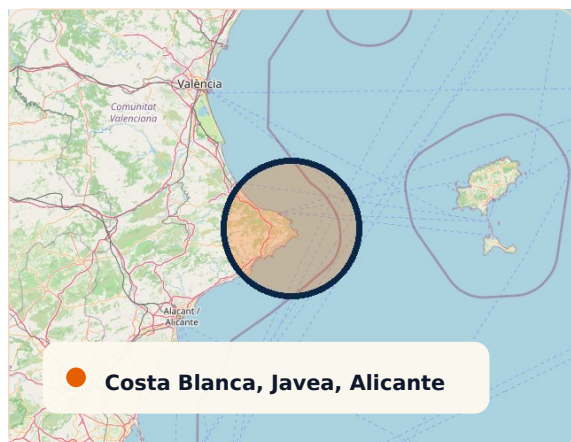 València
Comunitat
Valenciana
Alacant /
Alicante
Costa Blanca, Javea, Alicante